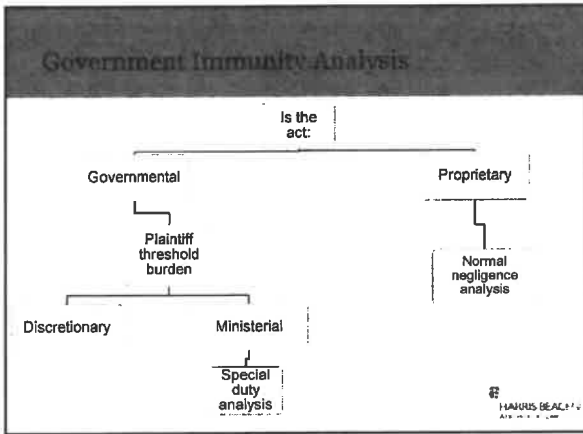 Government Immunity Analysis
Is the
act:
Governmental
Proprietary
Plaintiff
threshold
burden
Normal
negligence
analysis
Discretionary
Ministerial
Special
duty
analysis
HARRIS BEACH